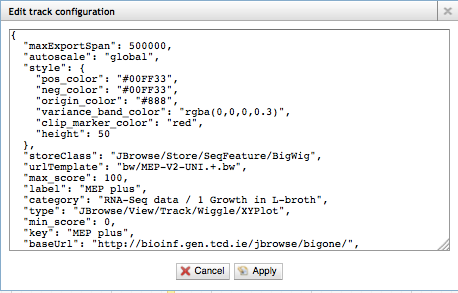 Edit track configuration
{
"maxExportSpan": 500000,
"autoscale": "global",
"style": {
"pos_color": "#00FF33",
"neg_color": "#00FF33",
"origin_color": "#888",
"variance_band_color": "rgba(0,0,0,0.3)",
"clip_marker_color": "red",
"height": 50
},
"storeClass": "JBrowse/Store/SeqFeature/BigWig",
"urlTemplate": "bw/MEP-V2-UNI.+.bw",
"max_score": 100,
"label": "MEP plus",
"category": "RNA-Seq data / 1 Growth in L-broth",
"type": "JBrowse/View/Track/Wiggle/XYPlot",
"min_score": 0,
"key": "MEP plus",
"baseUrl": "http://bioinf.gen.tcd.ie/jbrowse/bigone/",
Cancel Apply